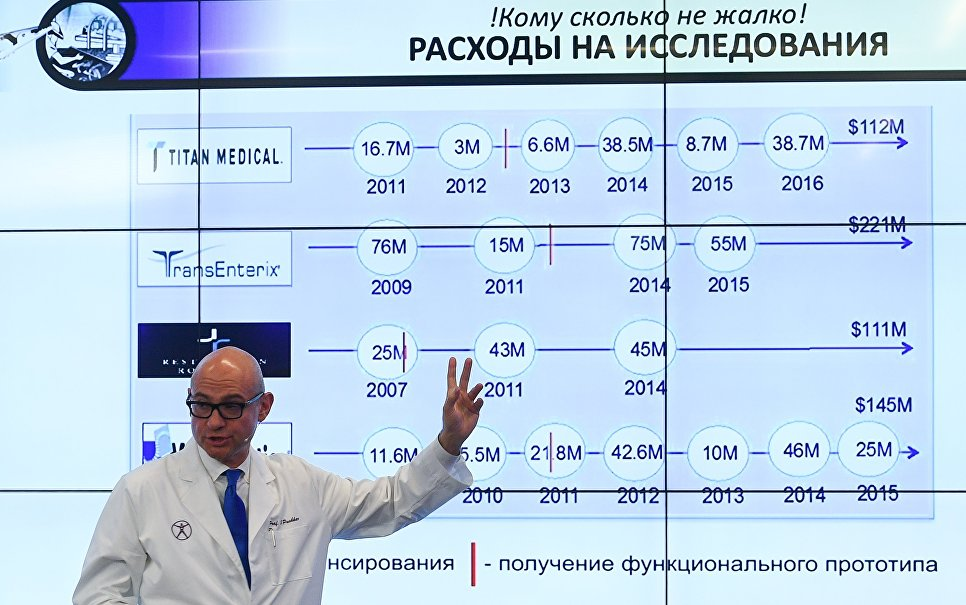 !Кому сколько не жалко!
РАСХОДЫ НА ИССЛЕДОВАНИЯ
TITAN MEDICAL.
16.7M 3M 6.6M 38.5M 8.7M 38.7M $112M
2011 2012 2013 2014 2015 2016
TransEnterix
76M 15M 75M 55M $221M
2009 2011 2014 2015
25M 43M 45M $111M
2007 2011 2014
$145M
11.6M 5.5M 21.8M 42.6M 10M 46M 25M
2010 2011 2012 2013 2014 2015
- получение функционального прототипа